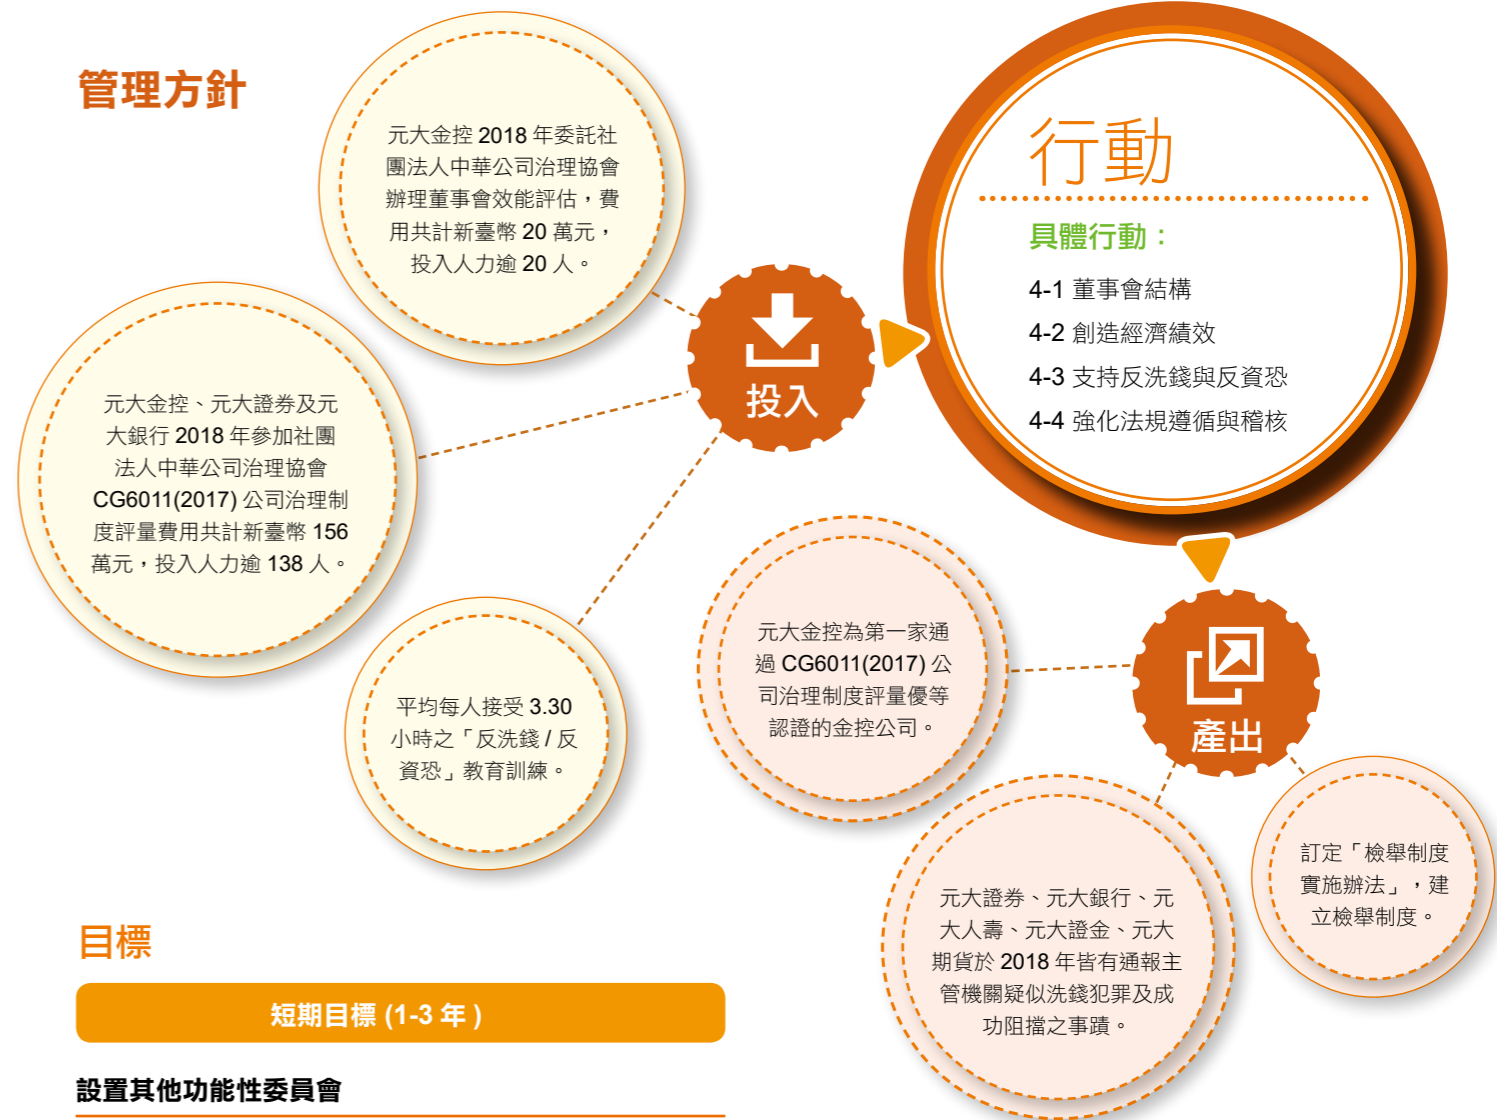 管理方針
元大金控 2018 年委託社
團法人中華公司治理協會
辦理董事會效能評估，費
用共計新臺幣 20 萬元，
投入人力逾 20 人。
元大金控、元大證券及元
大銀行 2018 年參加社團
法人中華公司治理協會
CG6011(2017) 公司治理制
度評量費用共計新臺幣 156
萬元，投入人力逾 138 人。
平均每人接受 3.30
小時之「反洗錢 / 反
資恐」教育訓練。
投入
行動
具體行動：
4-1 董事會結構
4-2 創造經濟績效
4-3 支持反洗錢與反資恐
4-4 強化法規遵循與稽核
產出
元大金控為第一家通
過 CG6011(2017) 公
司治理制度評量優等
認證的金控公司。
元大證券、元大銀行、元
大人壽、元大證金、元大
期貨於 2018 年皆有通報主
管機關疑似洗錢犯罪及成
功阻擋之事蹟。
訂定「檢舉制度
實施辦法」，建
立檢舉制度。
目標
短期目標 (1-3 年 )
設置其他功能性委員會